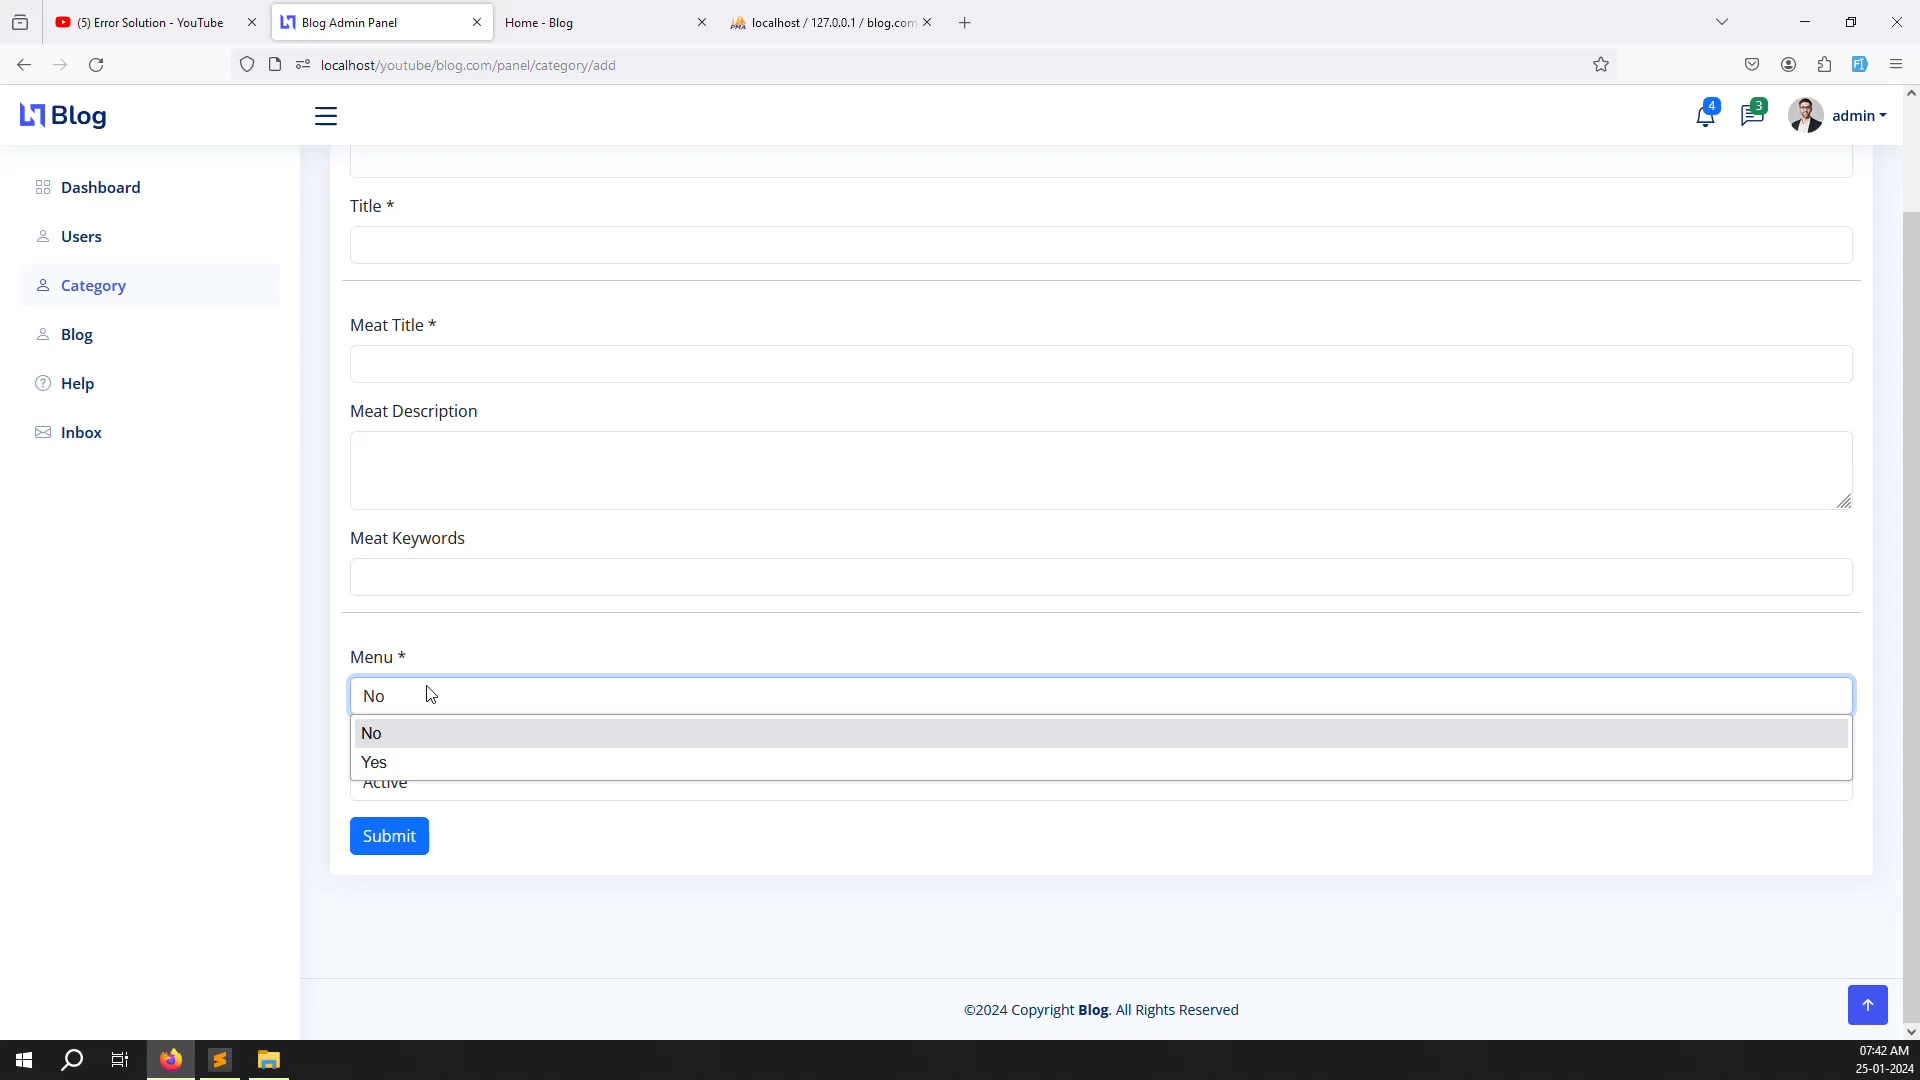 (5) Error Solution - YouTube
Blog Admin Panel
Home - Blog
localhost / 127.0.0.1 / blog.com
localhost/youtube/blog.com/panel/category/add
Blog
4
3
admin
Dashboard
Users
Category
Blog
Help
Inbox
Title *
Meat Title *
Meat Description
Meat Keywords
Menu *
No
No
Yes
Active
Submit
©2024 Copyright Blog. All Rights Reserved
07:42 AM
25-01-2024